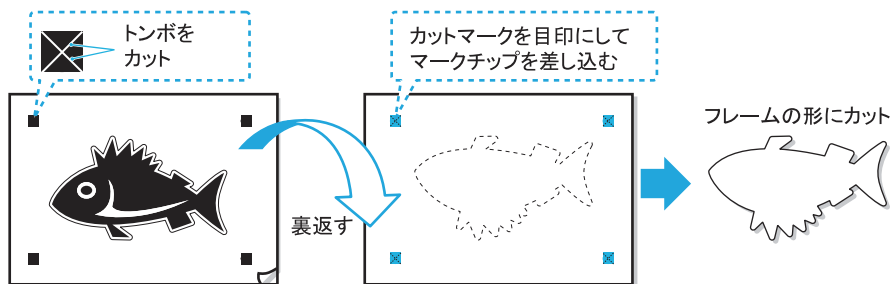 トンボを
カット
カットマークを目印にして
マークチップを差し込む
裏返す
フレームの形にカット